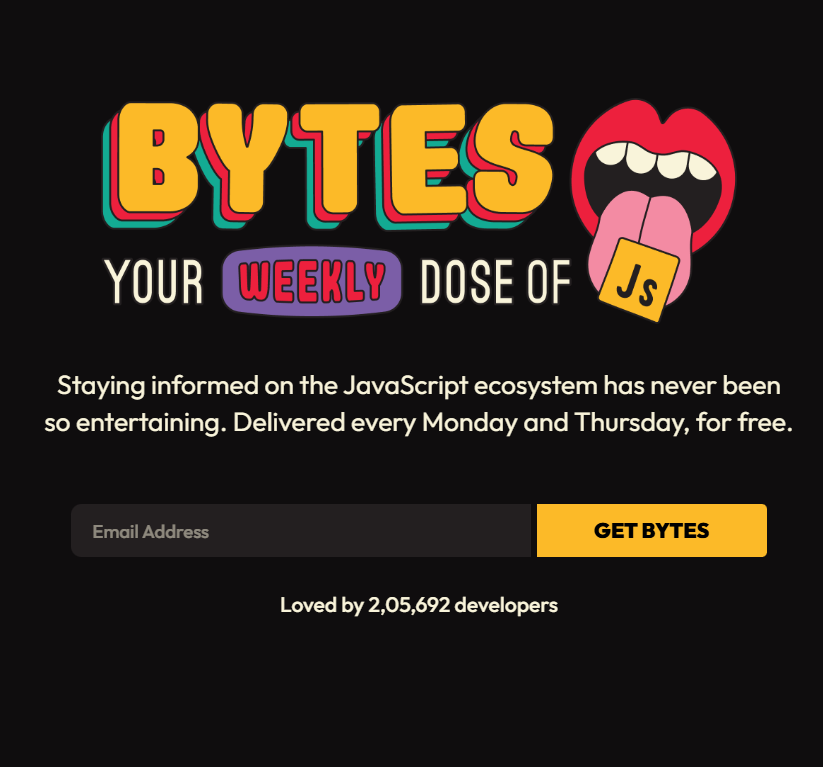 BYTES
YOUR WEEKLY DOSE OF JS
Staying informed on the JavaScript ecosystem has never been
so entertaining. Delivered every Monday and Thursday, for free.
Email Address GET BYTES
Loved by 2,05,692 developers